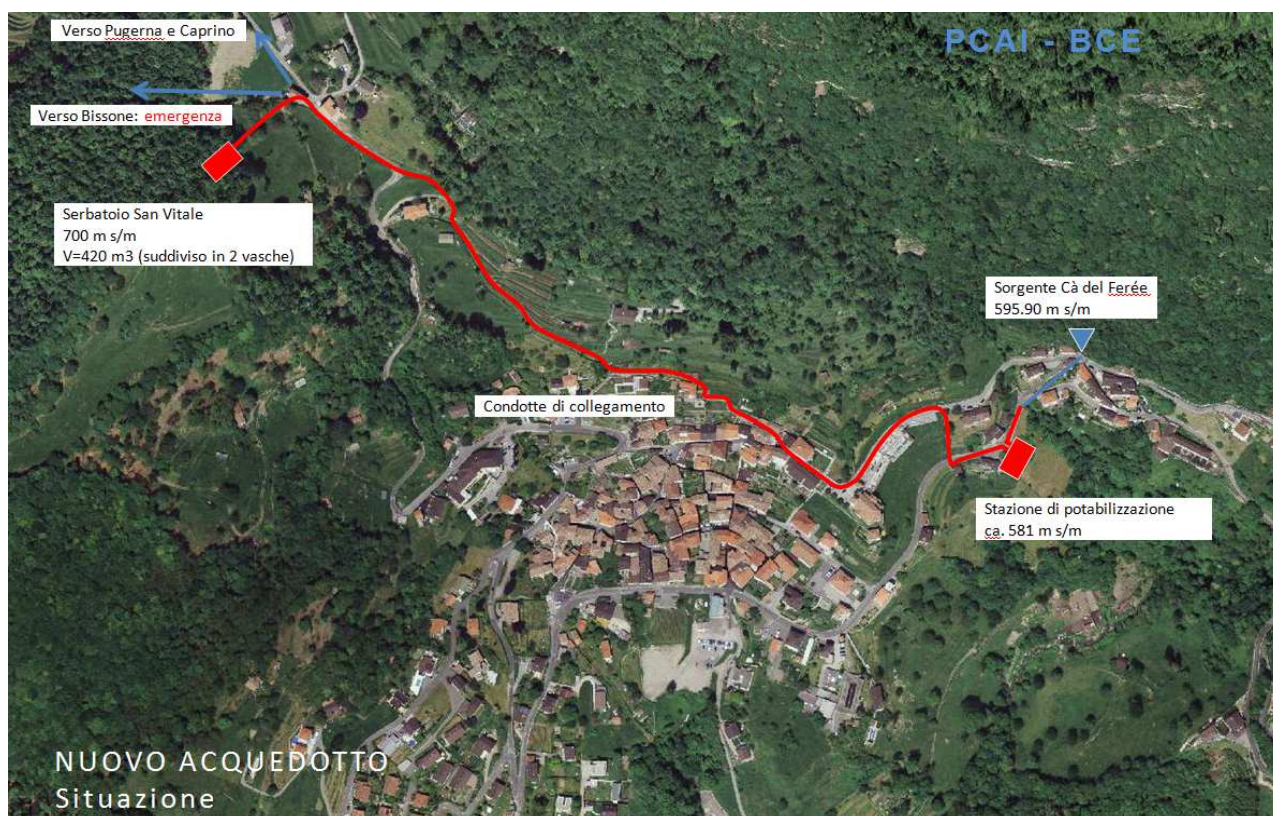 Verso Pugerna e Caprino
PCAI - BCE
Verso Bissone: emergenza
Serbatoio San Vitale
700 m s/m
V=420 m3 (suddiviso in 2 vasche)
Sorgente Cà del Ferée
595.90 m s/m
Condotte di collegamento
Stazione di potabilizzazione
ca. 581 m s/m
NUOVO ACQUEDOTTO
Situazione